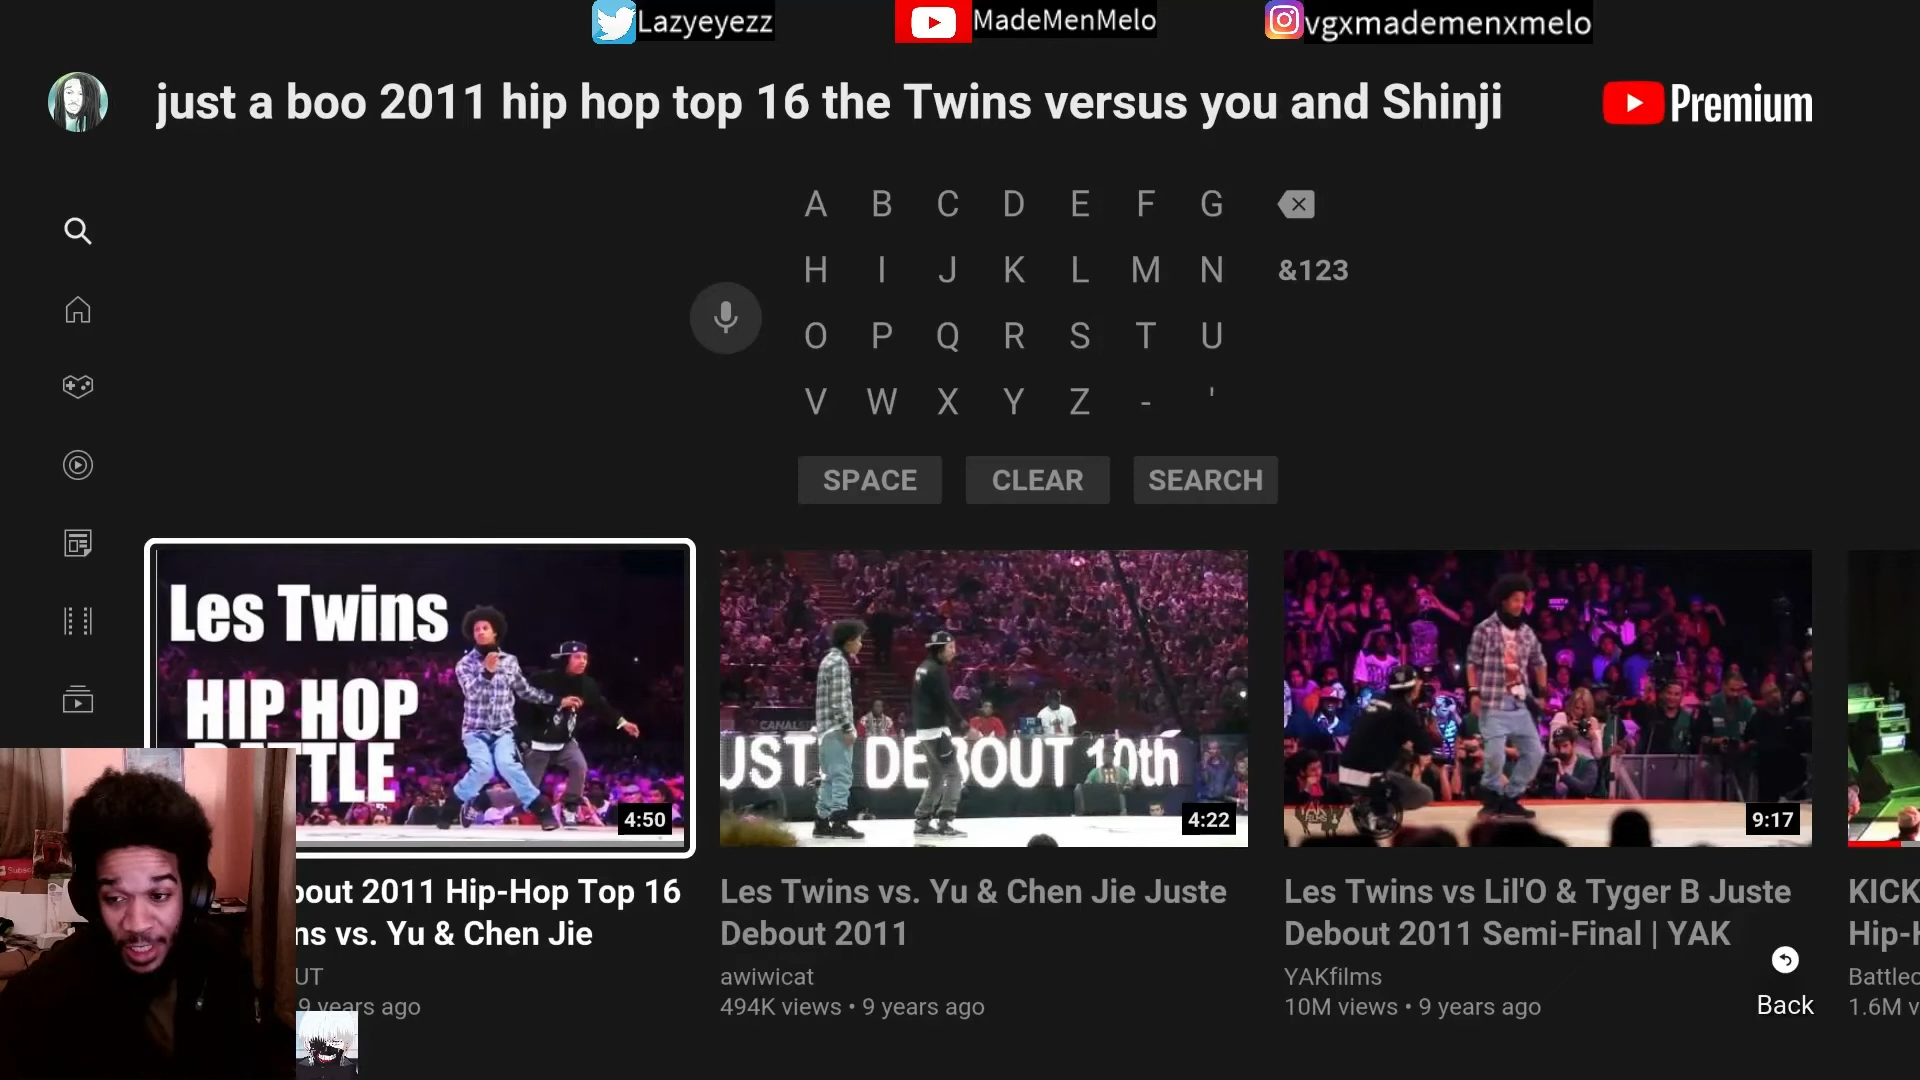 Lazyeyezz
MadeMenMelo
vgxmademenxmelo
just a boo 2011 hip hop top 16 the Twins versus you and Shinji
Premium
A B C D E F G
H I J K L M N
&123
O P Q R S T U
V W X Y Z - '
SPACE CLEAR SEARCH
Les Twins
HIP HOP
4:50
UST DEBOUT 10th
4:22
9:17
bout 2011 Hip-Hop Top 16
ns vs. Yu & Chen Jie
UT
9 years ago
Les Twins vs. Yu & Chen Jie Juste
Debout 2011
awiwicat
494K views • 9 years ago
Les Twins vs Lil'O & Tyger B Juste
Debout 2011 Semi-Final | YAK
YAKfilms
10M views • 9 years ago
KICK
Hip-H
Battlec
1.6M v
Back